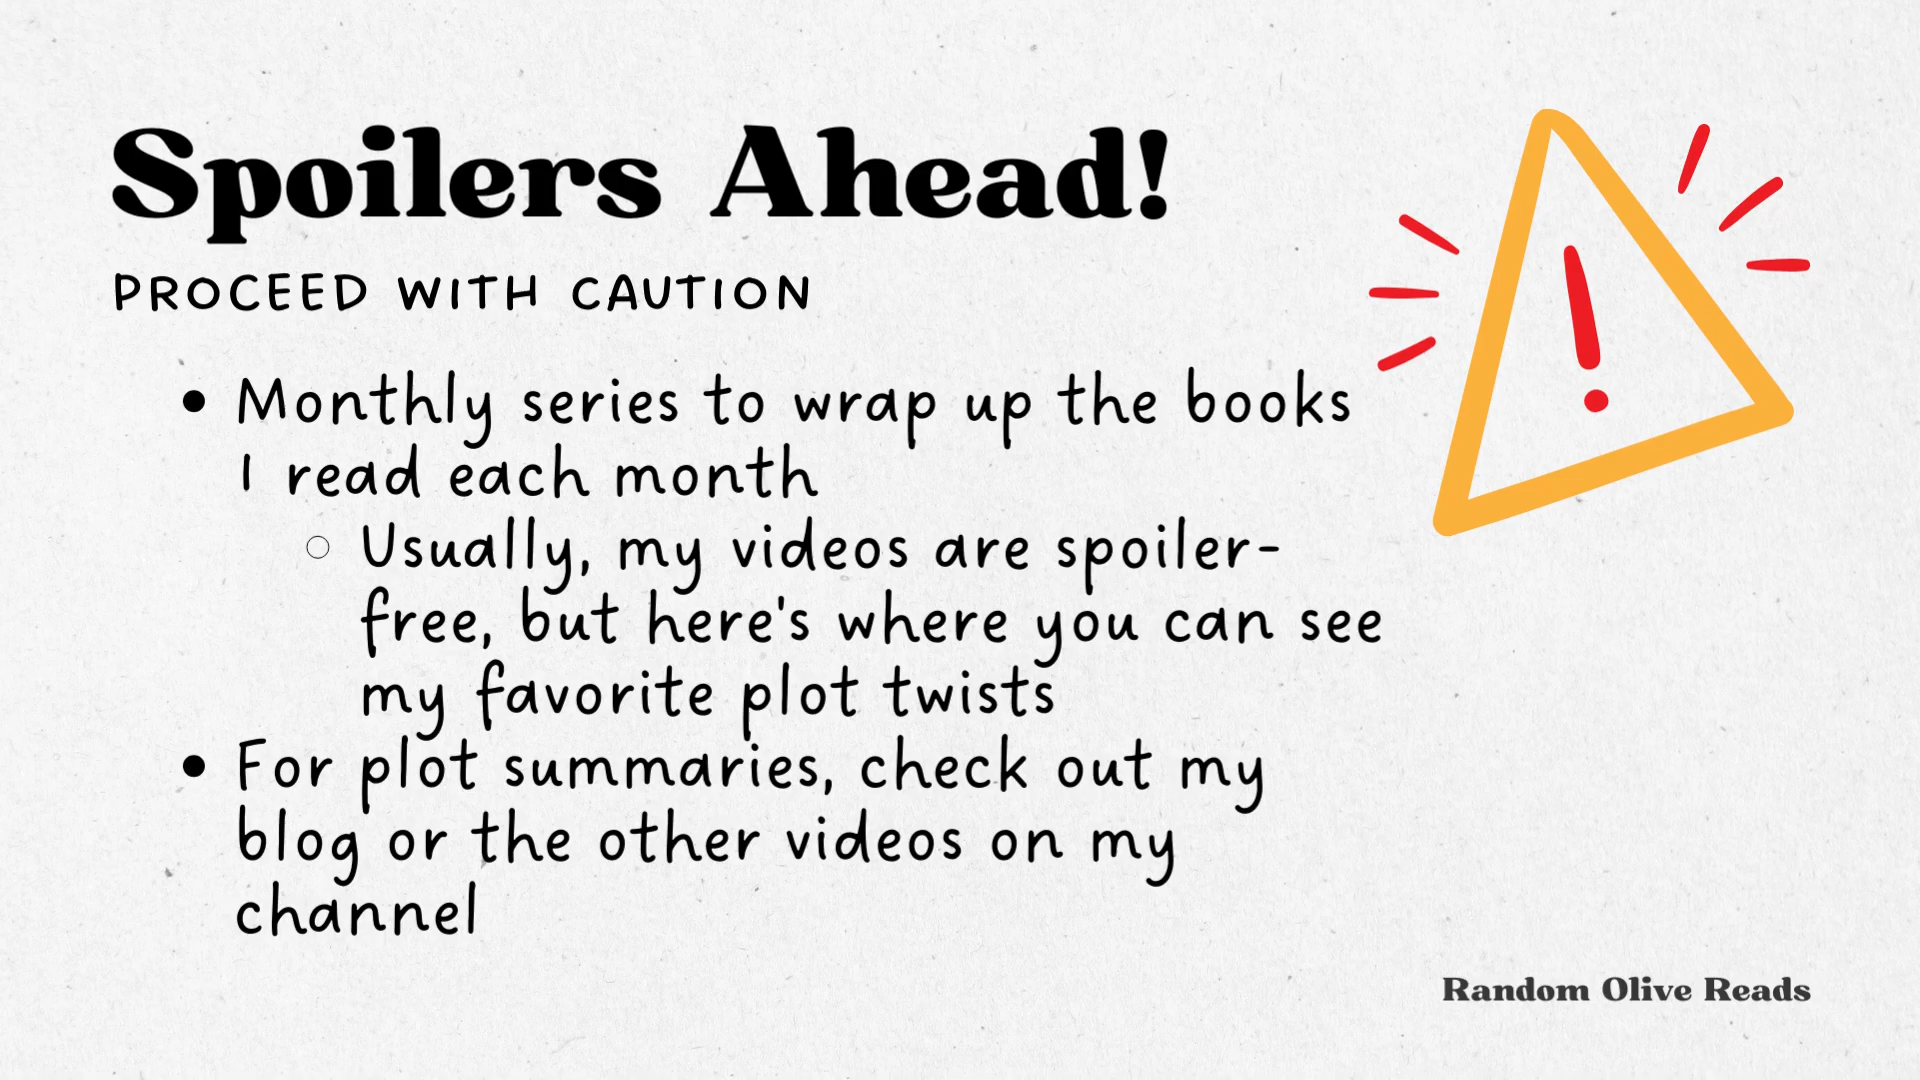 Spoilers Ahead!
PROCEED WITH CAUTION
• Monthly series to wrap up the books
I read each month
○ Usually, my videos are spoiler-
free, but here's where you can see
my favorite plot twists
• For plot summaries, check out my
blog or the other videos on my
channel
Random Olive Reads